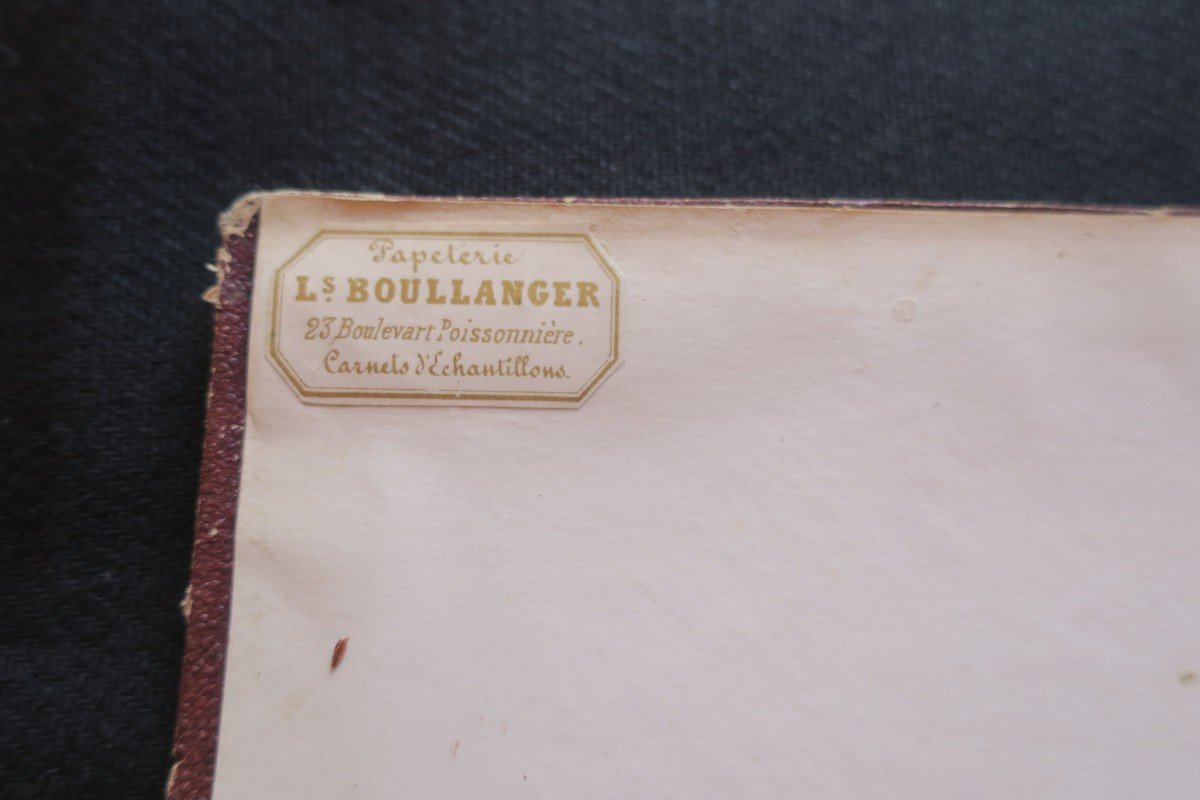 Papeterie
Ls. BOULLANGER
23, Boulevart Poissonnière.
Carnets d'Echantillons.